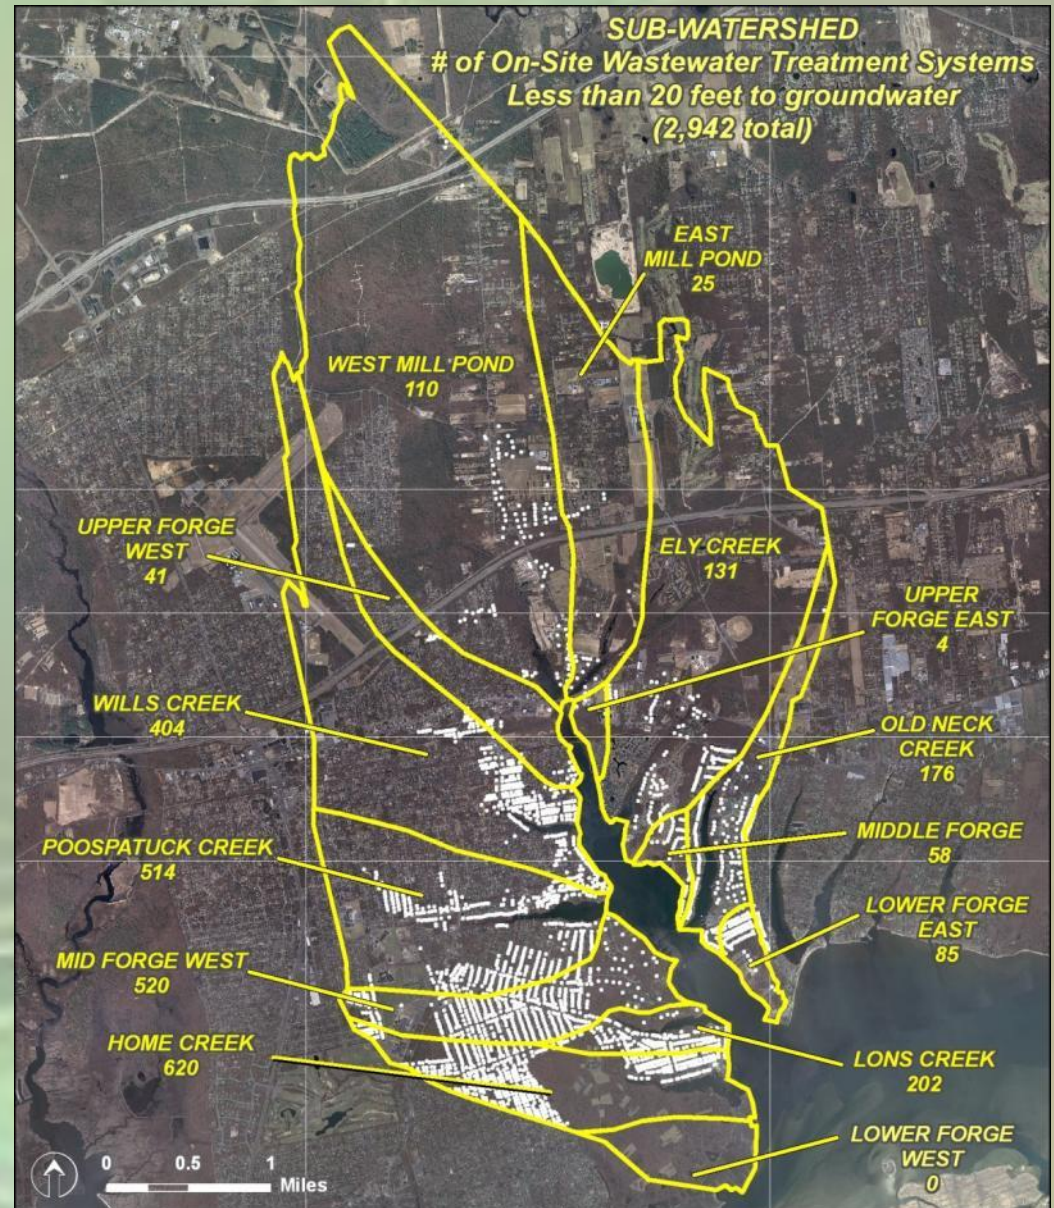 SUB-WATERSHED
# of On-Site Wastewater Treatment Systems
Less than 20 feet to groundwater
(2,942 total)
EAST
MILL POND
25
WEST MILL POND
110
UPPER FORGE
WEST
41
ELY CREEK
131
UPPER
FORGE EAST
4
WILLS CREEK
404
OLD NECK
CREEK
176
POOSPATUCK CREEK
514
MIDDLE FORGE
58
LOWER FORGE
EAST
85
MID FORGE WEST
520
HOME CREEK
620
LONS CREEK
202
LOWER FORGE
WEST
0
0 0.5 1
Miles